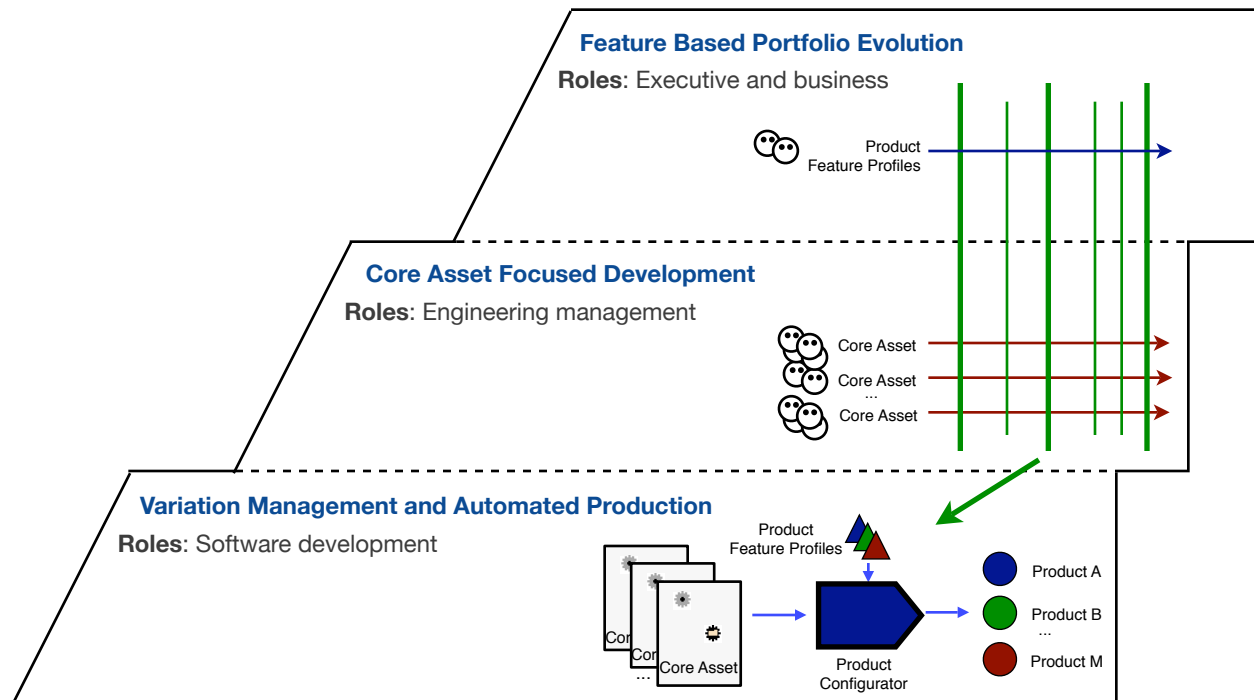 Feature Based Portfolio Evolution
Roles: Executive and business
Product
Feature Profiles
Core Asset Focused Development
Roles: Engineering management
Core Asset
Core Asset
...
Core Asset
Variation Management and Automated Production
Roles: Software development
Product
Feature Profiles
Cor
Co
...
Core Asset
Product
Configurator
Product A
Product B
...
Product M